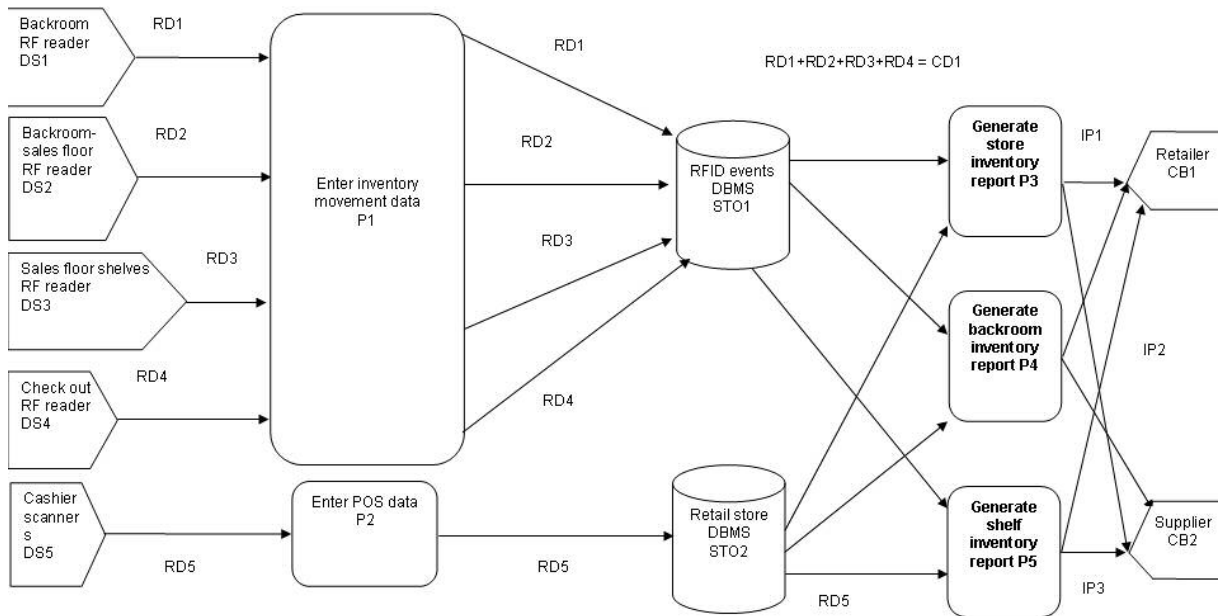 Backroom
RF reader
DS1
RD1
Backroom-
sales floor
RF reader
DS2
RD2
Sales floor shelves
RF reader
DS3
RD3
Check out
RF reader
DS4
RD4
Cashier
scanner
s
DS5
RD5
Enter inventory
movement data
P1
Enter POS data
P2
RD1
RD2
RD3
RD4
RD5
RD1+RD2+RD3+RD4 = CD1
RFID events
DBMS
STO1
Retail store
DBMS
STO2
RD5
Generate
store
inventory
report P3
Generate
backroom
inventory
report P4
Generate
shelf
inventory
report P5
IP1
IP2
IP3
Retailer
CB1
Supplier
CB2